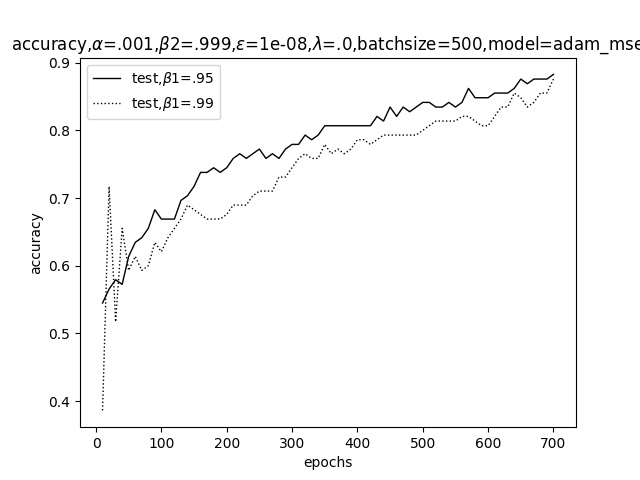 accuracy,α=.001,β2=.999,ε=1e-08,λ=.0,batchsize=500,model=adam_mse
test,β1=.95
test,β1=.99
accuracy
0.9
0.8
0.7
0.6
0.5
0.4
0 100 200 300 400 500 600 700
epochs